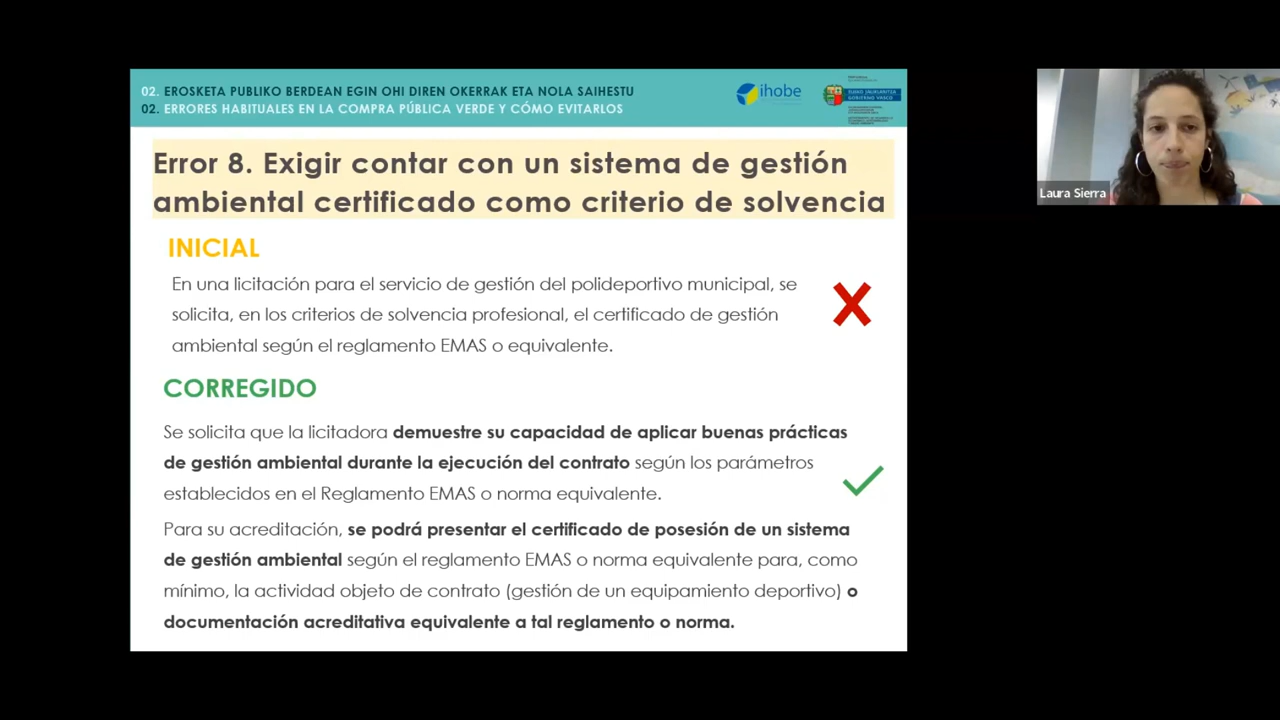 02. EROSKETA PUBLIKO BERDEAN EGIN OHI DIREN OKERRAK ETA NOLA SAIHESTU
02. ERRORES HABITUALES EN LA COMPRA PÚBLICA VERDE Y CÓMO EVITARLOS
ihobe
EUSKO JAURLARITZA
GOBIERNO VASCO
Error 8. Exigir contar con un sistema de gestión
ambiental certificado como criterio de solvencia
INICIAL
En una licitación para el servicio de gestión del polideportivo municipal, se
solicita, en los criterios de solvencia profesional, el certificado de gestión
ambiental según el reglamento EMAS o equivalente.
CORREGIDO
Se solicita que la licitadora demuestre su capacidad de aplicar buenas prácticas
de gestión ambiental durante la ejecución del contrato según los parámetros
establecidos en el Reglamento EMAS o norma equivalente.
Para su acreditación, se podrá presentar el certificado de posesión de un sistema
de gestión ambiental según el reglamento EMAS o norma equivalente para, como
mínimo, la actividad objeto de contrato (gestión de un equipamiento deportivo) o
documentación acreditativa equivalente a tal reglamento o norma.
Laura Sierra